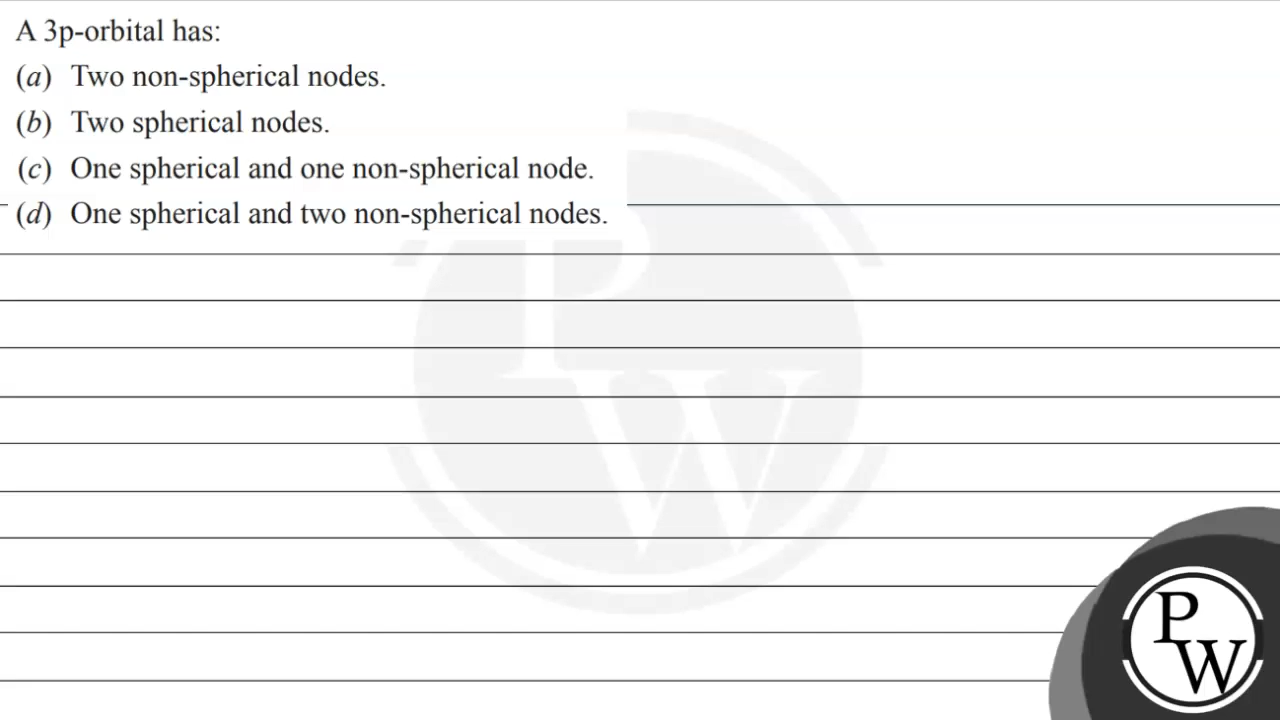 A 3p-orbital has:
(a) Two non-spherical nodes.
(b) Two spherical nodes.
(c) One spherical and one non-spherical node.
(d) One spherical and two non-spherical nodes.
PW
PW